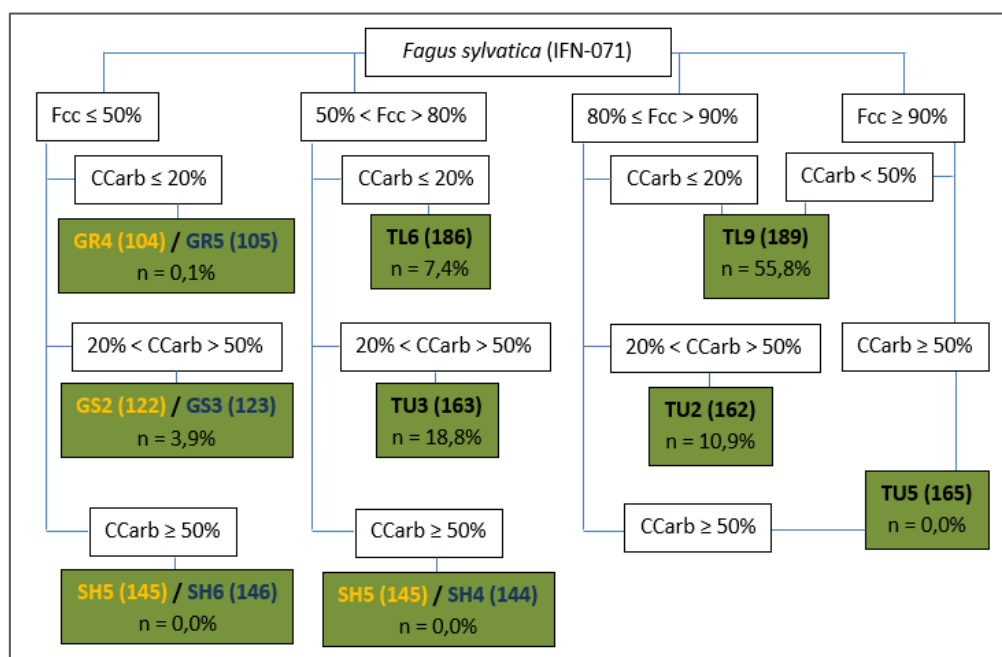 Fagus sylvatica (IFN-071)
Fcc ≤ 50%
50% < Fcc > 80%
80% ≤ Fcc > 90%
Fcc ≥ 90%
CCarb ≤ 20%
CCarb ≤ 20%
CCarb ≤ 20%
CCarb < 50%
GR4 (104) / GR5 (105)
n = 0,1%
TL6 (186)
n = 7,4%
TL9 (189)
n = 55,8%
20% < CCarb > 50%
20% < CCarb > 50%
20% < CCarb > 50%
CCarb ≥ 50%
GS2 (122) / GS3 (123)
n = 3,9%
TU3 (163)
n = 18,8%
TU2 (162)
n = 10,9%
TU5 (165)
n = 0,0%
CCarb ≥ 50%
CCarb ≥ 50%
CCarb ≥ 50%
SH5 (145) / SH6 (146)
n = 0,0%
SH5 (145) / SH4 (144)
n = 0,0%